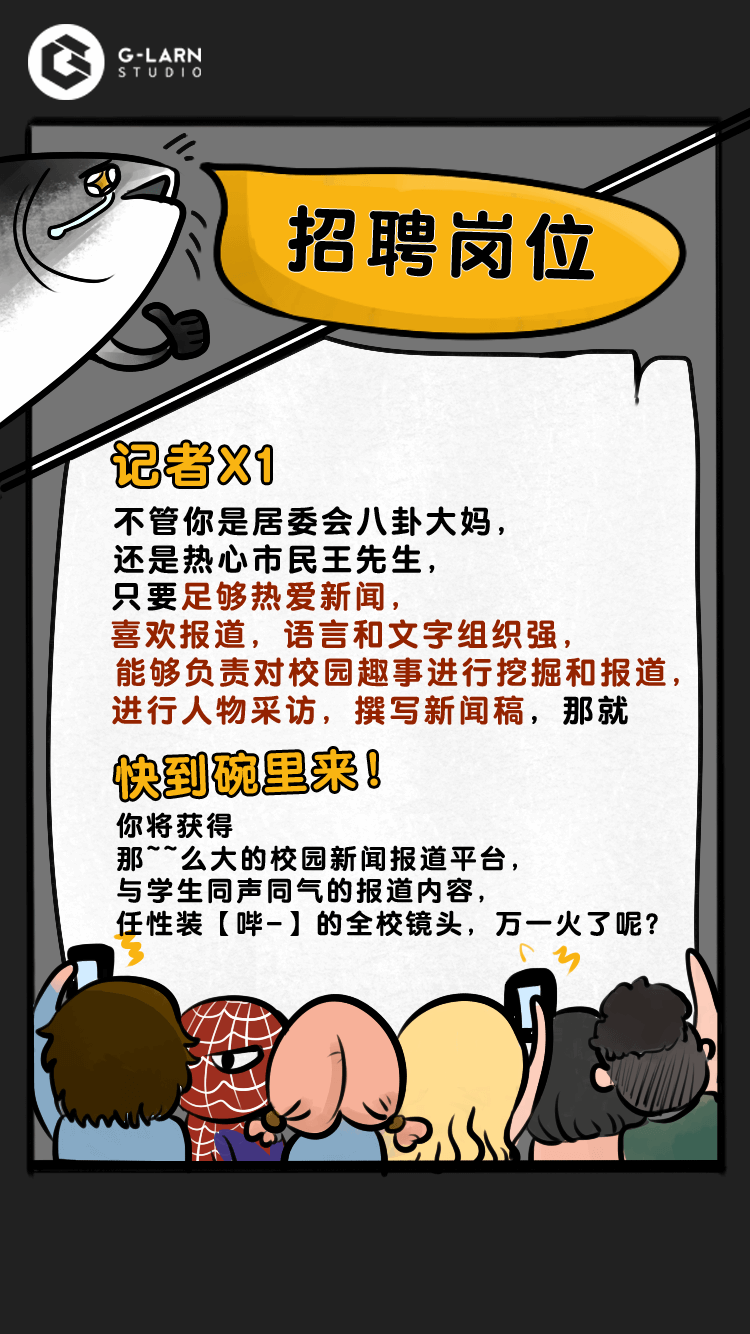 G-LARN
STUDIO
招聘岗位
记者X1
不管你是居委会八卦大妈，
还是热心市民王先生，
只要足够热爱新闻，
喜欢报道，语言和文字组织强，
能够负责对校园趣事进行挖掘和报道，
进行人物采访，撰写新闻稿，那就
快到碗里来！
你将获得
那~~么大的校园新闻报道平台，
与学生同声同气的报道内容，
任性装【哔-】的全校镜头，万一火了呢？